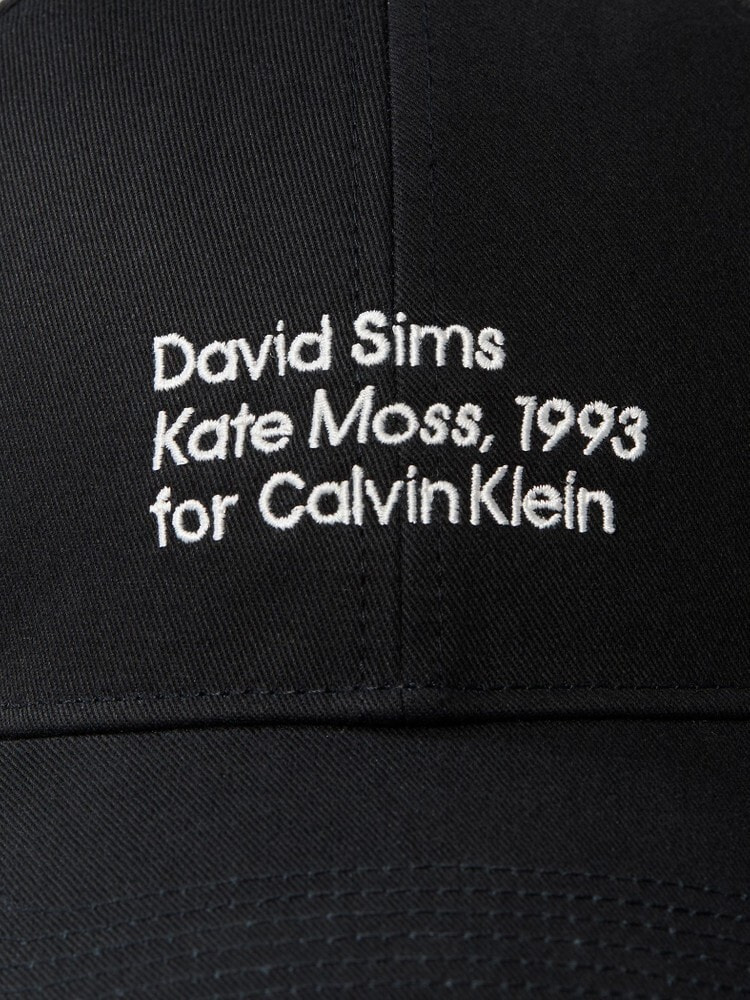 David Sims
Kate Moss, 1993
for Calvin Klein